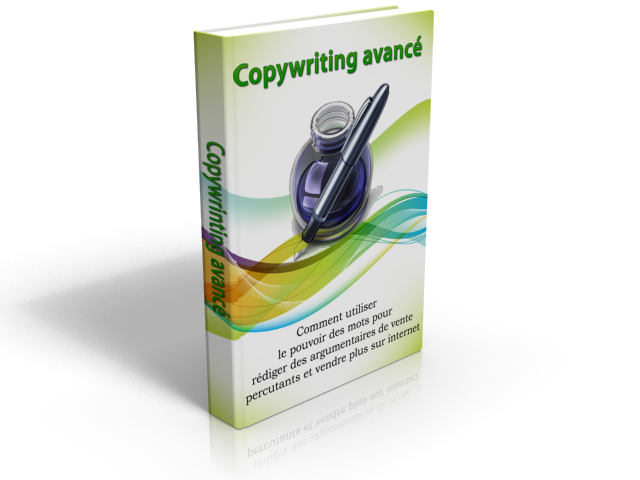 Copywriting avancé
Copywrinting avancé
Comment utiliser
le pouvoir des mots pour
rédiger des argumentaires de vente
percutants et vendre plus sur internet